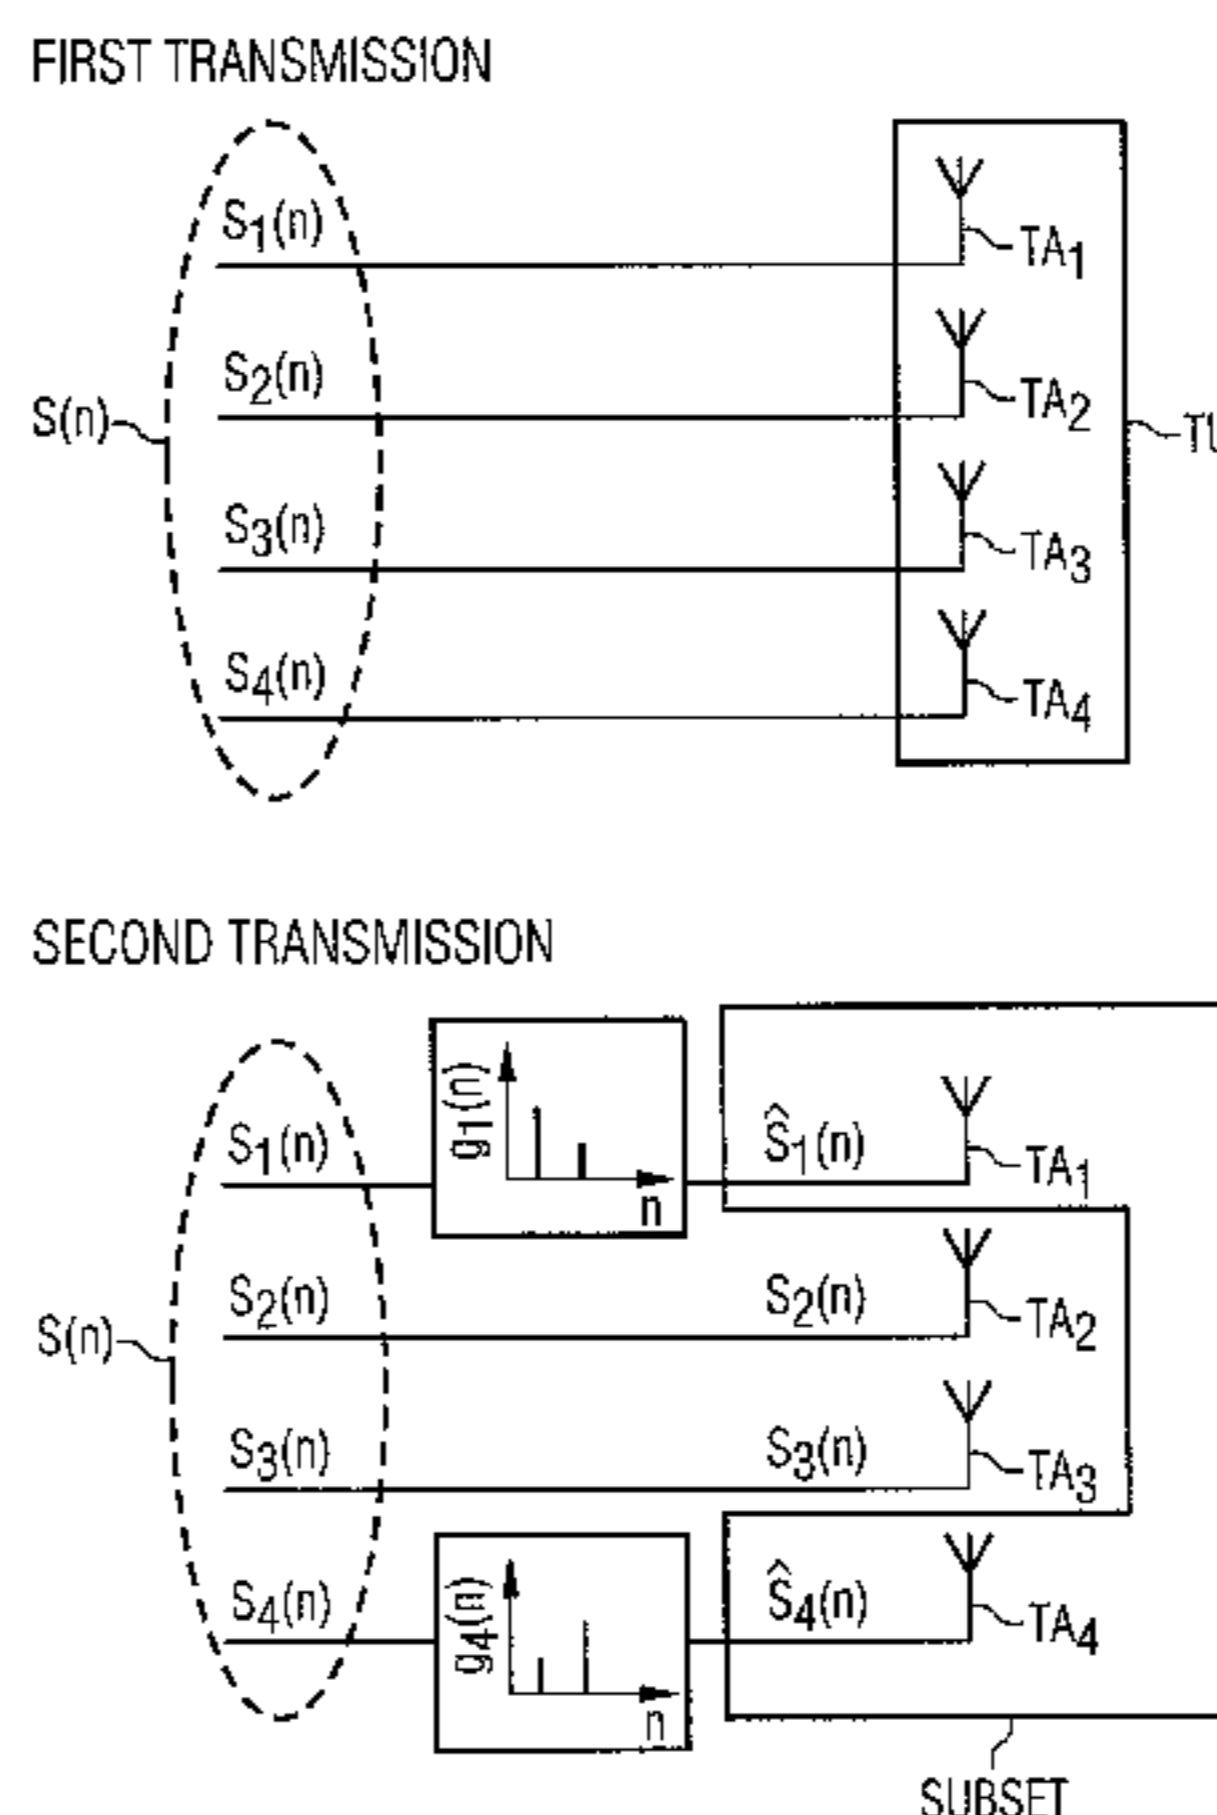 FIRST TRANSMISSION
S1(n)
TA1
S2(n)
TA2
S(n)
S3(n)
TA3
S4(n)
TA4
SECOND TRANSMISSION
g1(n)
n
S1(n)
Ŝ1(n)
TA1
S2(n)
S2(n)
TA2
S(n)
S3(n)
S3(n)
TA3
S4(n)
g4(n)
n
Ŝ4(n)
TA4
SUBSET